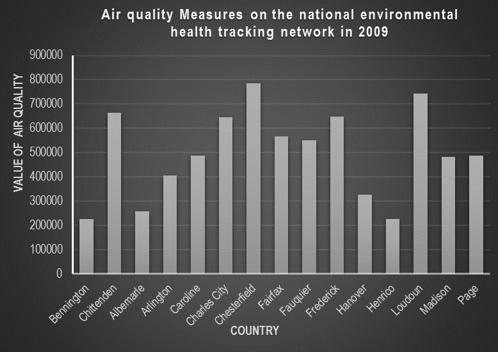 Air quality Measures on the national environmental
health tracking network in 2009
VALUE OF AIR QUALITY
900000
800000
700000
600000
500000
400000
300000
200000
100000
0
Bennington
Chittenden
Albemarle
Arlington
Caroline
Charles City
Chesterfield
Fairfax
Fauquier
Frederick
Hanover
Henrico
Loudoun
Madison
Page
COUNTRY